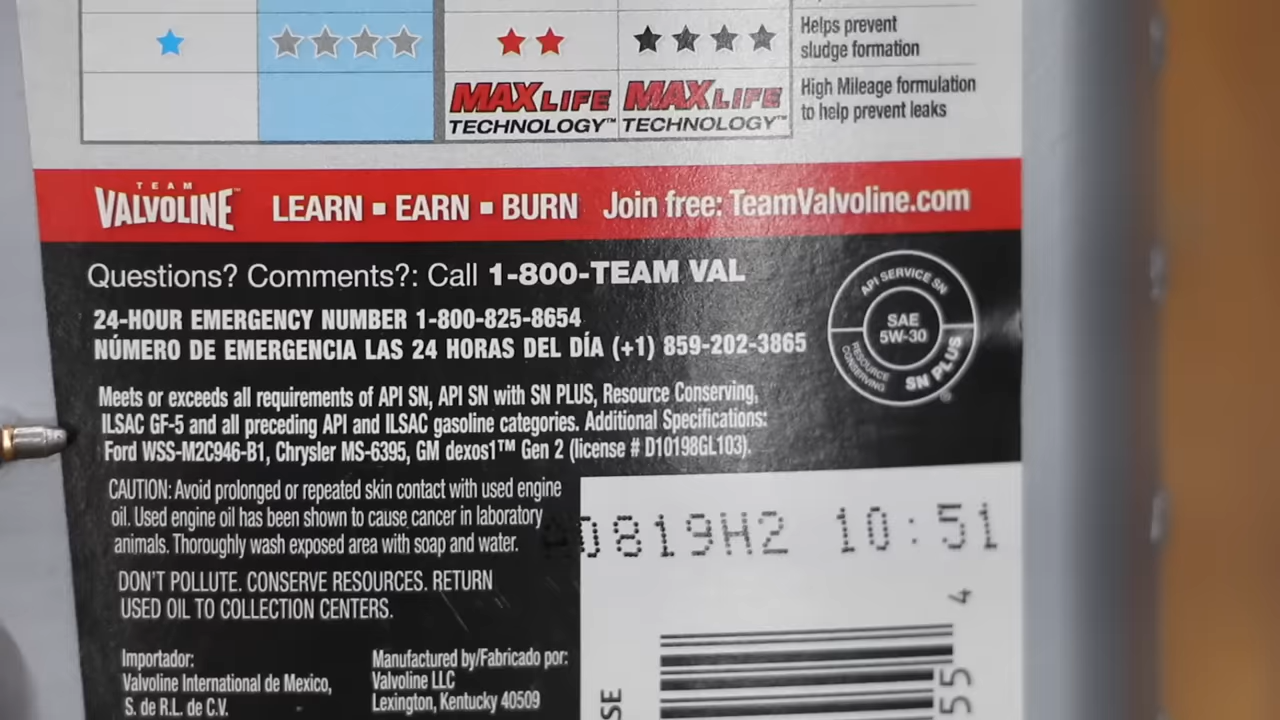 Helps prevent
sludge formation
MAXLIFE TECHNOLOGY™
MAXLIFE TECHNOLOGY™
High Mileage formulation
to help prevent leaks
TEAM
VALVOLINE™
LEARN ▪ EARN ▪ BURN Join free: TeamValvoline.com
Questions? Comments?: Call 1-800-TEAM VAL
24-HOUR EMERGENCY NUMBER 1-800-825-8654
NÚMERO DE EMERGENCIA LAS 24 HORAS DEL DÍA (+1) 859-202-3865
API SERVICE SN
SAE
5W-30
RESOURCE
CONSERVING
SN PLUS
Meets or exceeds all requirements of API SN, API SN with SN PLUS, Resource Conserving,
ILSAC GF-5 and all preceding API and ILSAC gasoline categories. Additional Specifications:
Ford WSS-M2C946-B1, Chrysler MS-6395, GM dexos1™ Gen 2 (license # D10198GL103).
CAUTION: Avoid prolonged or repeated skin contact with used engine
oil. Used engine oil has been shown to cause cancer in laboratory
animals. Thoroughly wash exposed area with soap and water.
0819H2 10:51
DON'T POLLUTE. CONSERVE RESOURCES. RETURN
USED OIL TO COLLECTION CENTERS.
Importador:
Valvoline International de Mexico,
S. de R.L. de C.V.
Manufactured by/Fabricado por:
Valvoline LLC
Lexington, Kentucky 40509
4
55
SE